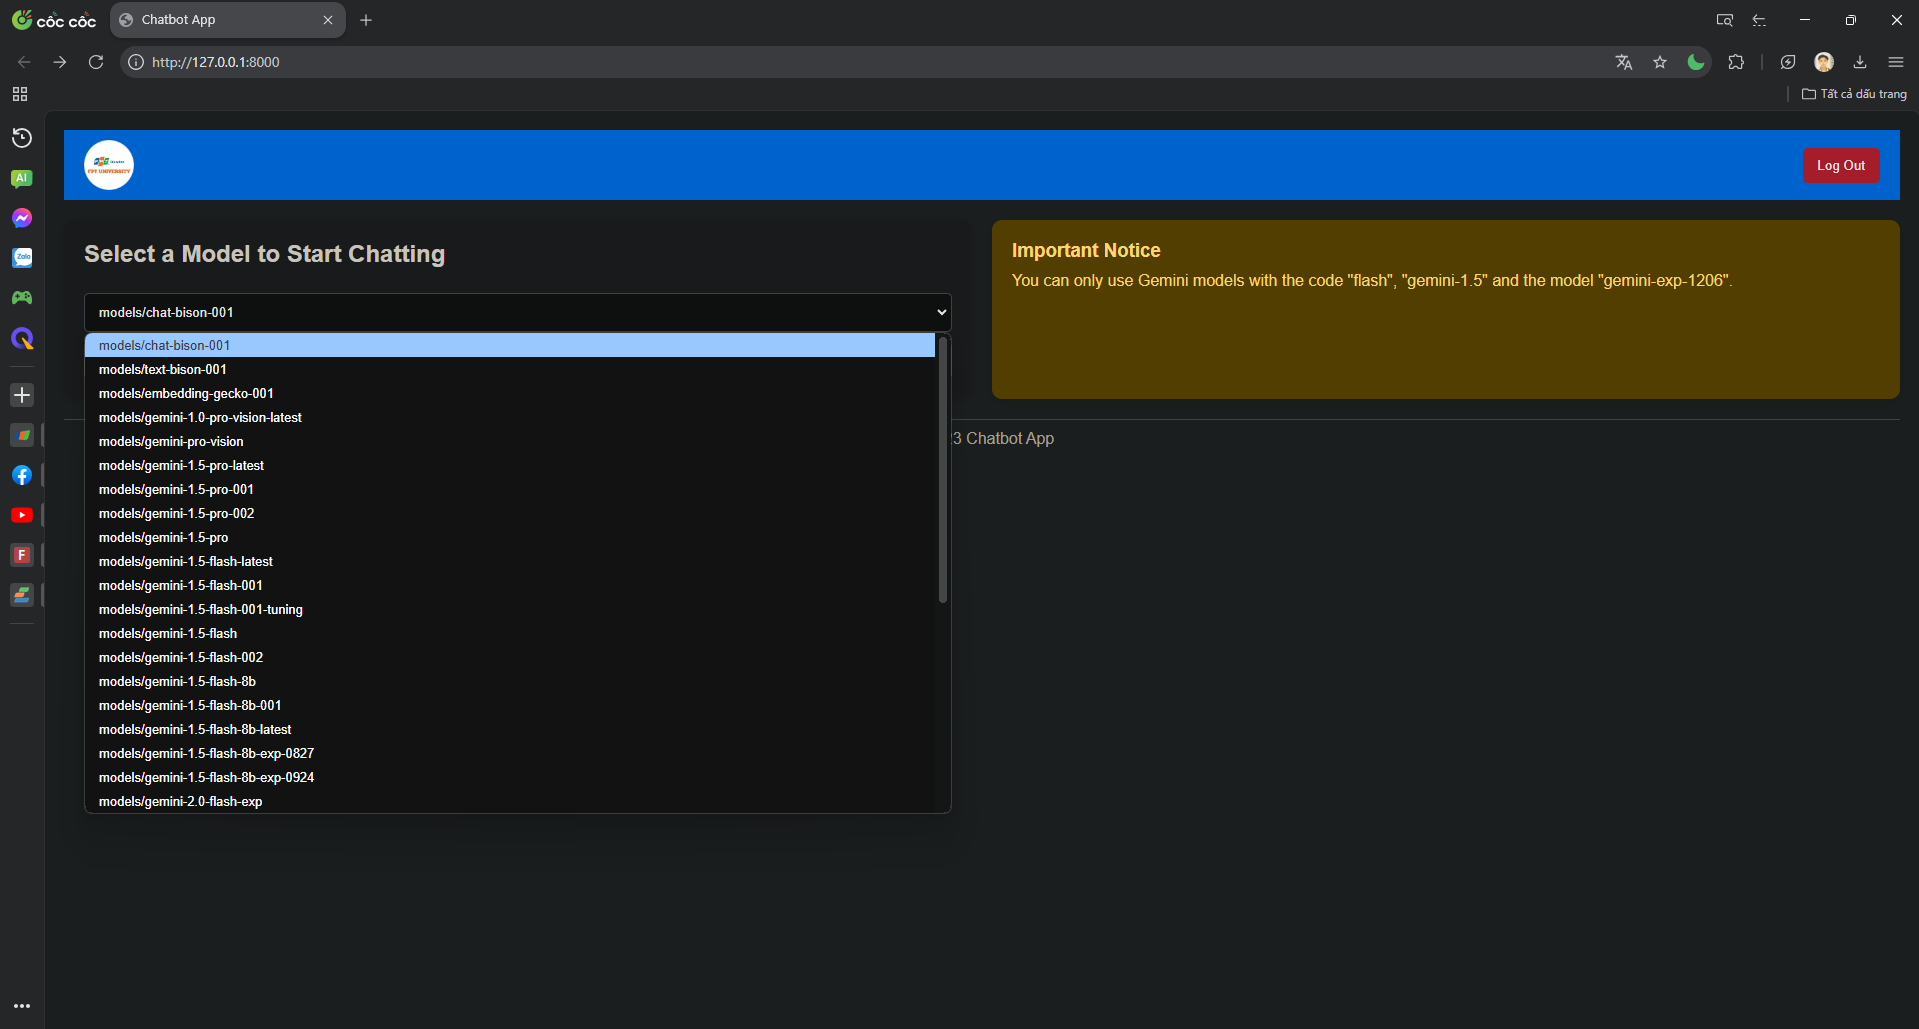 cốc cốc
Chatbot App
http://127.0.0.1:8000
Tất cả dấu trang
AI
Zalo
F
FPT UNIVERSITY
Log Out
Select a Model to Start Chatting
models/chat-bison-001
models/chat-bison-001
models/text-bison-001
models/embedding-gecko-001
models/gemini-1.0-pro-vision-latest
models/gemini-pro-vision
models/gemini-1.5-pro-latest
models/gemini-1.5-pro-001
models/gemini-1.5-pro-002
models/gemini-1.5-pro
models/gemini-1.5-flash-latest
models/gemini-1.5-flash-001
models/gemini-1.5-flash-001-tuning
models/gemini-1.5-flash
models/gemini-1.5-flash-002
models/gemini-1.5-flash-8b
models/gemini-1.5-flash-8b-001
models/gemini-1.5-flash-8b-latest
models/gemini-1.5-flash-8b-exp-0827
models/gemini-1.5-flash-8b-exp-0924
models/gemini-2.0-flash-exp
Important Notice
You can only use Gemini models with the code "flash", "gemini-1.5" and the model "gemini-exp-1206".
3 Chatbot App